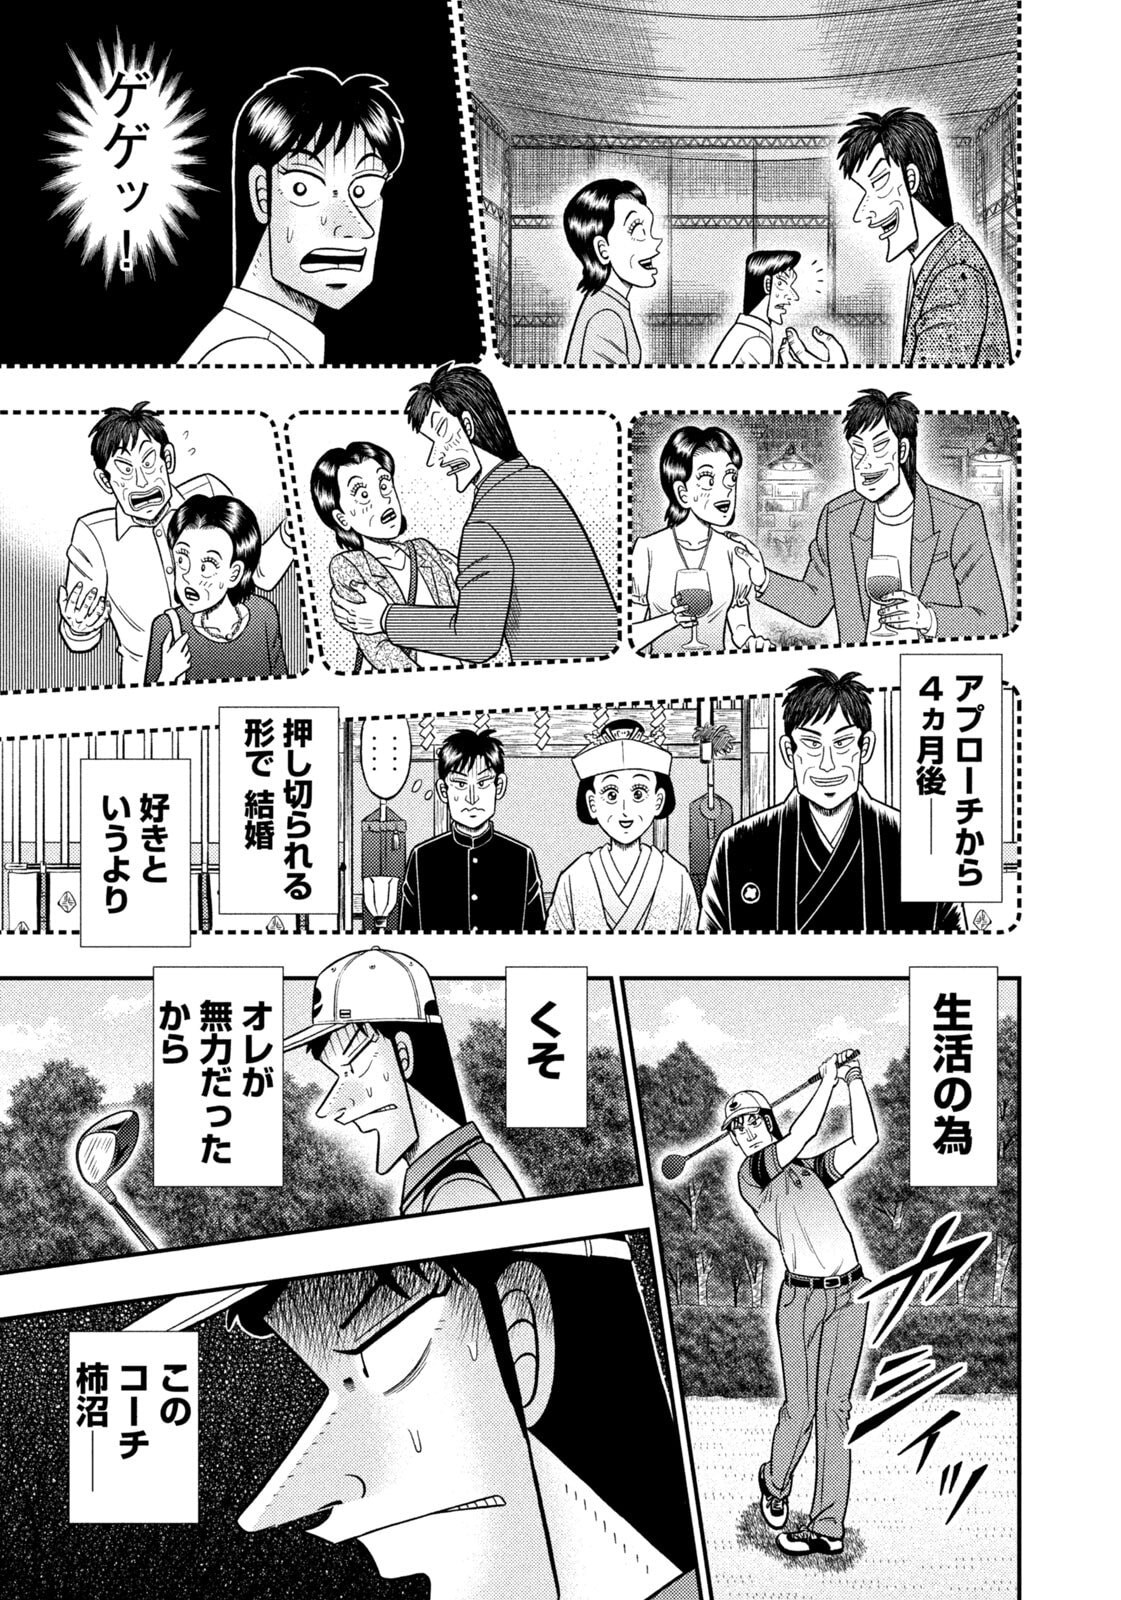 ゲゲッ！
アプローチから
4ヵ月後──
・・・・・・
押し切られる
形で 結婚
好きと
いうより
生活の為
カシィッ
くそ
オレが
無力だった
から
この
コーチ
柿沼──